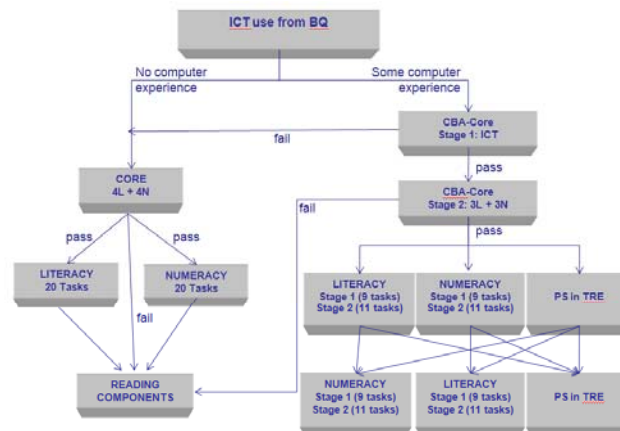 ICT use from BQ
No computer
experience
Some computer
experience
CBA-Core
Stage 1: ICT
fail
pass
CORE
4L + 4N
CBA-Core
Stage 2: 3L + 3N
fail
pass
pass
pass
LITERACY
20 Tasks
NUMERACY
20 Tasks
LITERACY
Stage 1 (9 tasks)
Stage 2 (11 tasks)
NUMERACY
Stage 1 (9 tasks)
Stage 2 (11 tasks)
PS in TRE
fail
READING
COMPONENTS
NUMERACY
Stage 1 (9 tasks)
Stage 2 (11 tasks)
LITERACY
Stage 1 (9 tasks)
Stage 2 (11 tasks)
PS in TRE